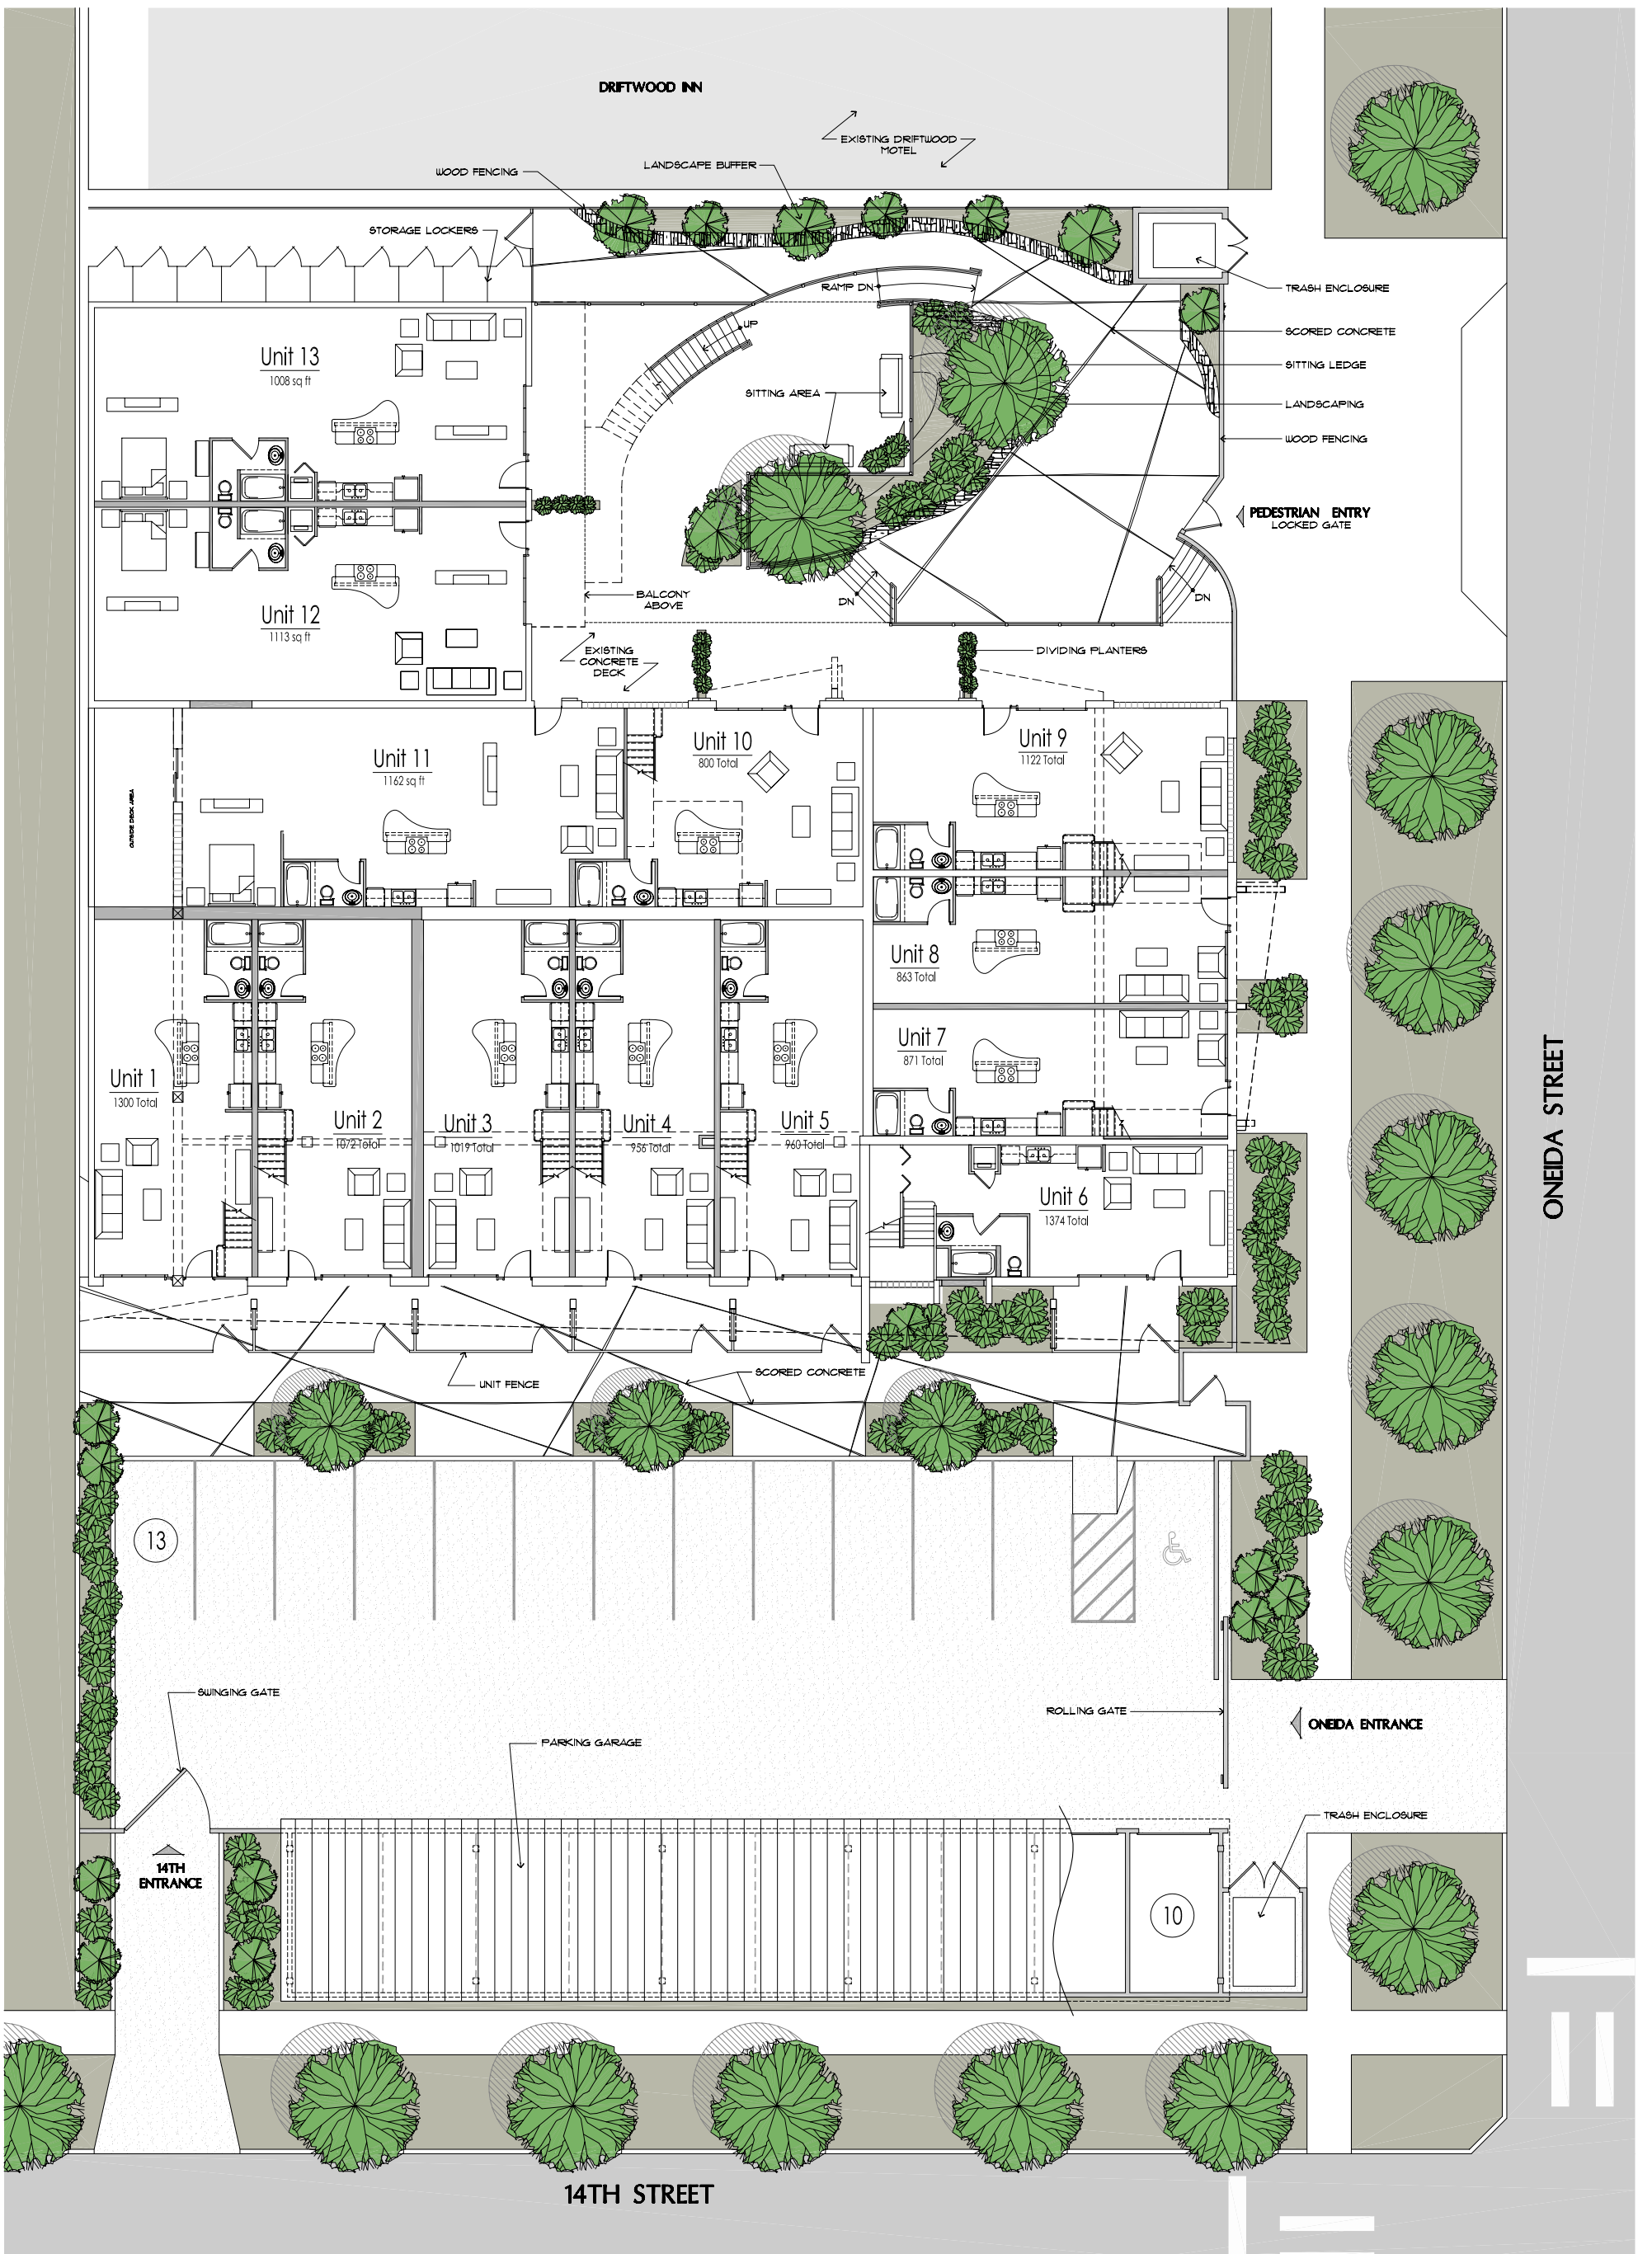 DRIFTWOOD INN
EXISTING DRIFTWOOD
MOTEL
LANDSCAPE BUFFER
WOOD FENCING
STORAGE LOCKERS
RAMP DN
TRASH ENCLOSURE
UP
SCORED CONCRETE
Unit 13
1008 sq ft
SITTING LEDGE
SITTING AREA
LANDSCAPING
WOOD FENCING
PEDESTRIAN ENTRY
LOCKED GATE
BALCONY
ABOVE
DN
DN
Unit 12
1113 sq ft
EXISTING
CONCRETE
DECK
DIVIDING PLANTERS
Unit 11
1162 sq ft
Unit 10
800 Total
Unit 9
1122 Total
OUTSIDE DECK AREA
Unit 8
863 Total
Unit 7
871 Total
Unit 1
1300 Total
Unit 2
1072 Total
Unit 3
1019 Total
Unit 4
956 Total
Unit 5
960 Total
Unit 6
1374 Total
ONEIDA STREET
SCORED CONCRETE
UNIT FENCE
13
SWINGING GATE
ROLLING GATE
ONEIDA ENTRANCE
PARKING GARAGE
TRASH ENCLOSURE
14TH
ENTRANCE
10
14TH STREET